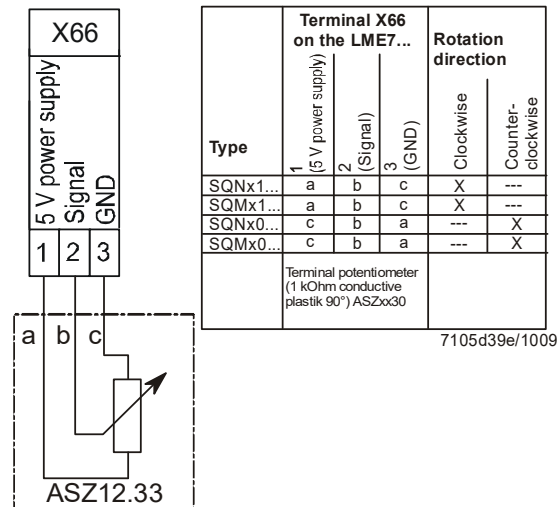 X66
5 V power supply
Signal
GND
1 2 3
a b c
ASZ12.33
Terminal X66
on the LME7...
Rotation
direction
Type
1
(5 V power supply)
2
(Signal)
3
(GND)
Clockwise
Counter-
clockwise
SQNx1... a b c X ---
SQMx1... a b c X ---
SQNx0... c b a --- X
SQMx0... c b a --- X
Terminal potentiometer
(1 kOhm conductive
plastik 90°) ASZxx30
7105d39e/1009